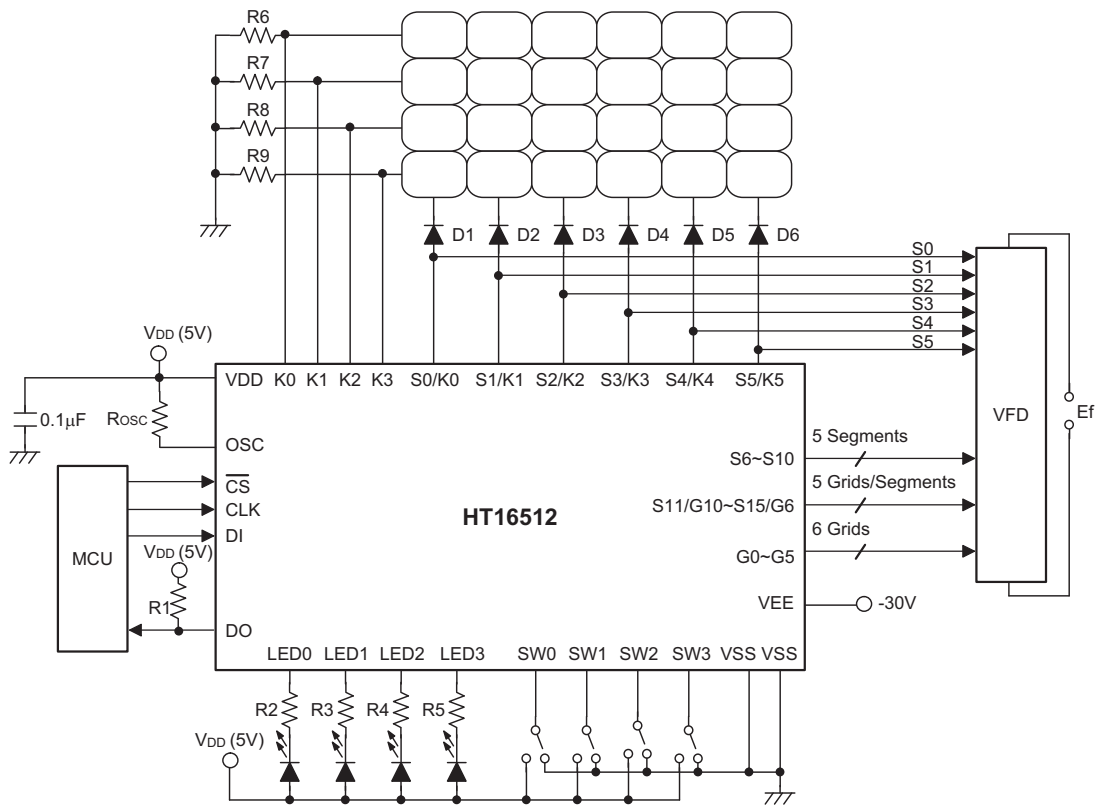 R6
R7
R8
R9
D1 D2 D3 D4 D5 D6
S0
S1
S2
S3
S4
S5
VDD (5V)
VDD K0 K1 K2 K3 S0/K0 S1/K1 S2/K2 S3/K3 S4/K4 S5/K5
0.1μF
ROSC
OSC
VFD
Ef
5 Segments
S6~S10
5 Grids/Segments
S11/G10~S15/G6
6 Grids
G0~G5
CS
CLK
DI
HT16512
MCU
VDD (5V)
R1
DO
VEE
-30V
LED0 LED1 LED2 LED3 SW0 SW1 SW2 SW3 VSS VSS
R2 R3 R4 R5
VDD (5V)